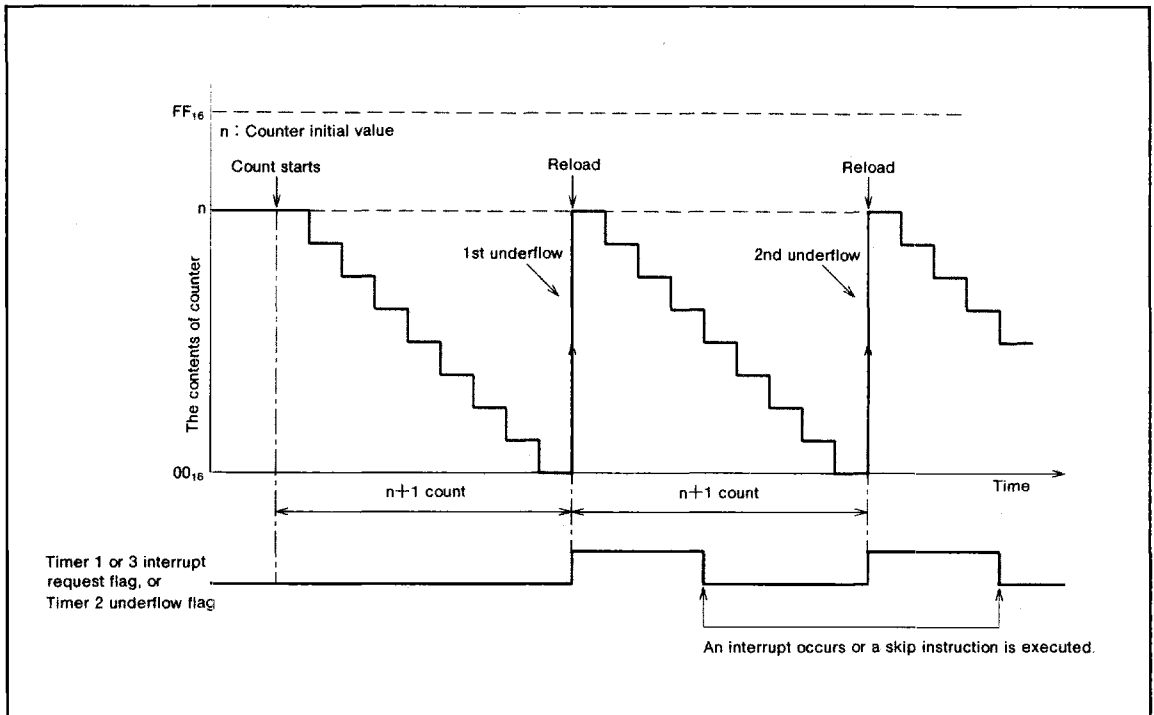 FF₁₆
n : Counter initial value
Count starts
Reload
Reload
n
1st underflow
2nd underflow
The contents of counter
00₁₆
Time
n+1 count
n+1 count
Timer 1 or 3 interrupt
request flag, or
Timer 2 underflow flag
An interrupt occurs or a skip instruction is executed.